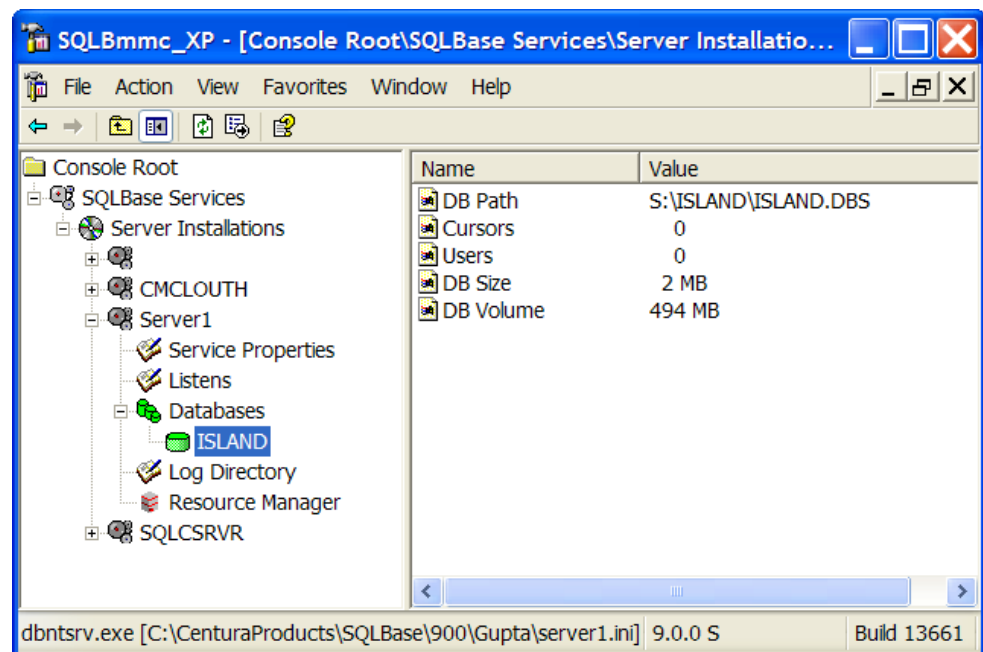 SQLBmmc_XP - [Console Root\SQLBase Services\Server Installatio...
File Action View Favorites Window Help
Console Root
SQLBase Services
Server Installations
CMCLOUTH
Server1
Service Properties
Listens
Databases
ISLAND
Log Directory
Resource Manager
SQLCSRVR
Name Value
DB Path S:\ISLAND\ISLAND.DBS
Cursors 0
Users 0
DB Size 2 MB
DB Volume 494 MB
dbntsrv.exe [C:\CenturaProducts\SQLBase\900\Gupta\server1.ini] 9.0.0 S Build 13661